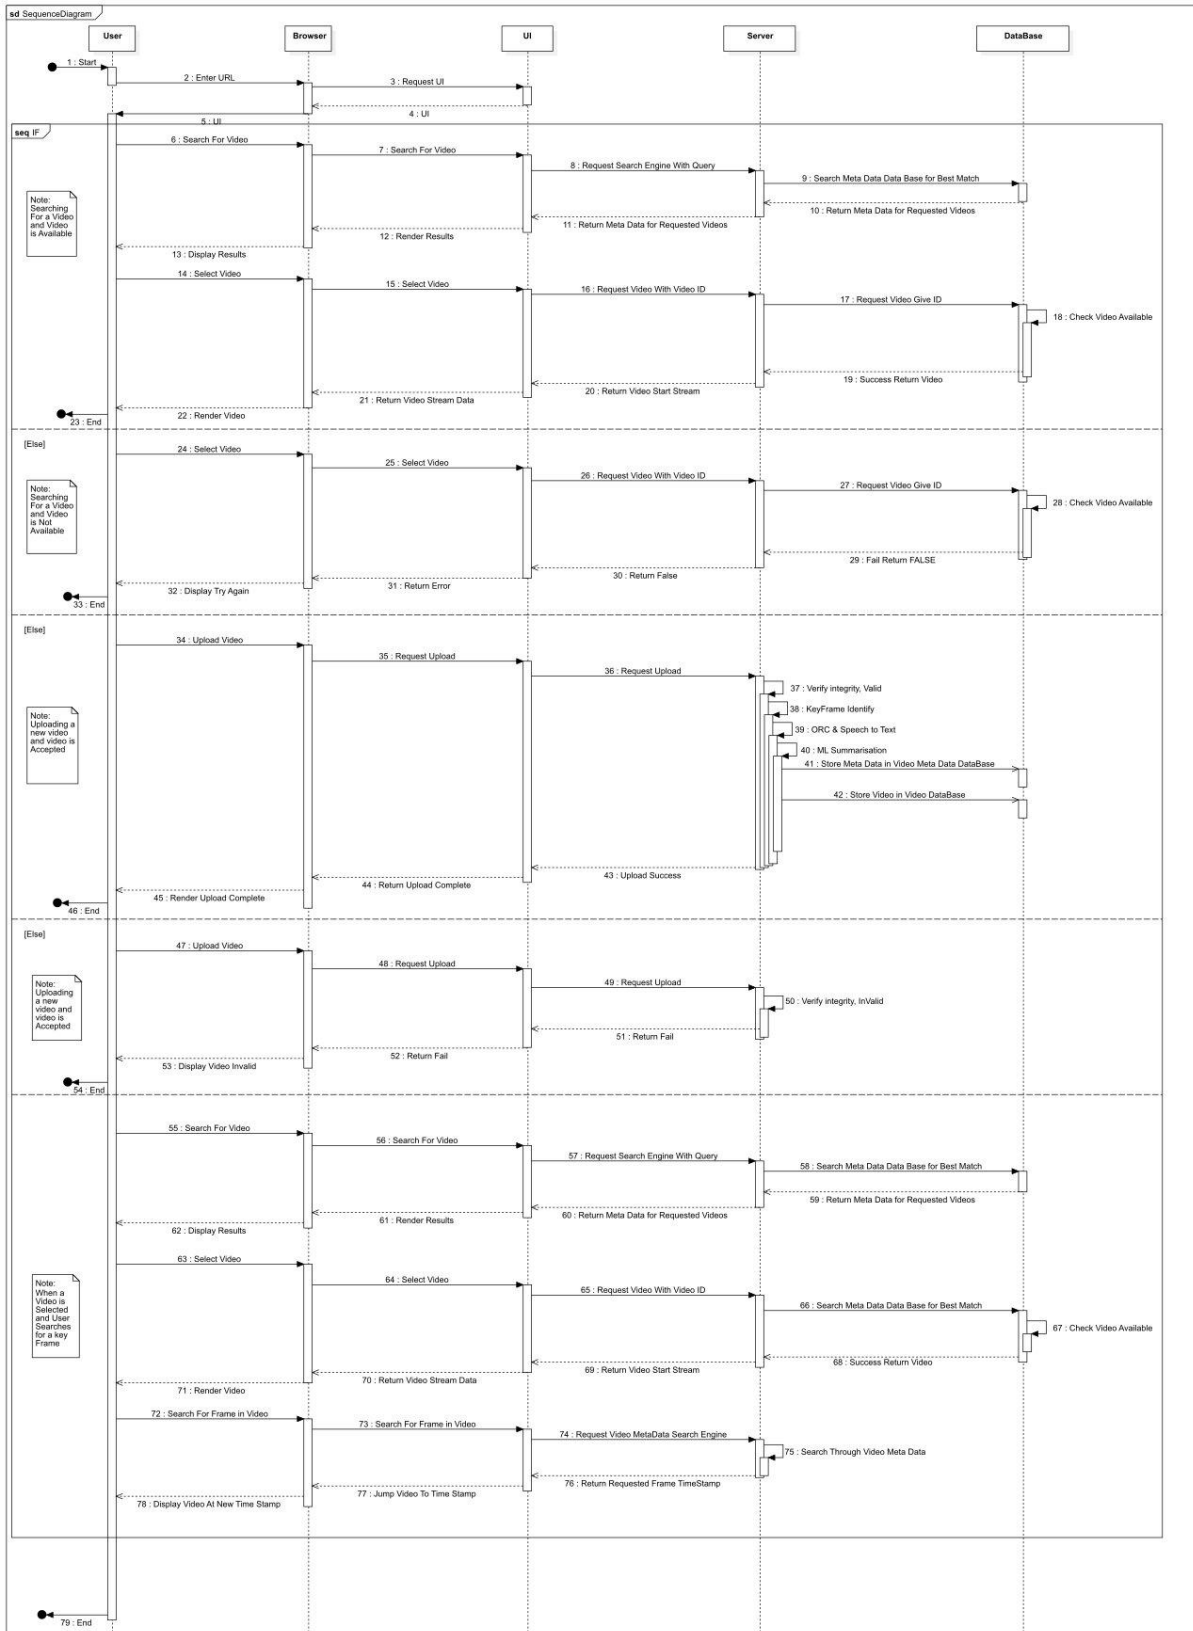 sd SequenceDiagram
User
Browser
UI
Server
DataBase
1 : Start
2 : Enter URL
3 : Request UI
4 : UI
5 : UI
seq IF
6 : Search For Video
7 : Search For Video
8 : Request Search Engine With Query
9 : Search Meta Data Data Base for Best Match
Note:
Searching
For a Video
and Video
is Available
10 : Return Meta Data for Requested Videos
11 : Return Meta Data for Requested Videos
12 : Render Results
13 : Display Results
14 : Select Video
15 : Select Video
16 : Request Video With Video ID
17 : Request Video Give ID
18 : Check Video Available
19 : Success Return Video
20 : Return Video Start Stream
21 : Return Video Stream Data
22 : Render Video
23 : End
[Else]
24 : Select Video
25 : Select Video
26 : Request Video With Video ID
27 : Request Video Give ID
28 : Check Video Available
Note:
Searching
For a Video
and Video
is Not
Available
29 : Fail Return FALSE
30 : Return False
31 : Return Error
32 : Display Try Again
33 : End
[Else]
34 : Upload Video
35 : Request Upload
36 : Request Upload
37 : Verify integrity, Valid
38 : KeyFrame Identify
39 : ORC & Speech to Text
40 : ML Summarisation
41 : Store Meta Data in Video Meta Data DataBase
42 : Store Video in Video DataBase
Note:
Uploading a
new video
and video is
Accepted
43 : Upload Success
44 : Return Upload Complete
45 : Render Upload Complete
46 : End
[Else]
47 : Upload Video
48 : Request Upload
49 : Request Upload
50 : Verify integrity, InValid
Note:
Uploading
a new
video and
video is
Accepted
51 : Return Fail
52 : Return Fail
53 : Display Video Invalid
54 : End
55 : Search For Video
56 : Search For Video
57 : Request Search Engine With Query
58 : Search Meta Data Data Base for Best Match
59 : Return Meta Data for Requested Videos
60 : Return Meta Data for Requested Videos
61 : Render Results
62 : Display Results
63 : Select Video
64 : Select Video
65 : Request Video With Video ID
66 : Search Meta Data Data Base for Best Match
67 : Check Video Available
Note:
When a
Video is
Selected
and User
Searches
for a key
Frame
68 : Success Return Video
69 : Return Video Start Stream
70 : Return Video Stream Data
71 : Render Video
72 : Search For Frame in Video
73 : Search For Frame in Video
74 : Request Video MetaData Search Engine
75 : Search Through Video Meta Data
76 : Return Requested Frame TimeStamp
77 : Jump Video To Time Stamp
78 : Display Video At New Time Stamp
79 : End